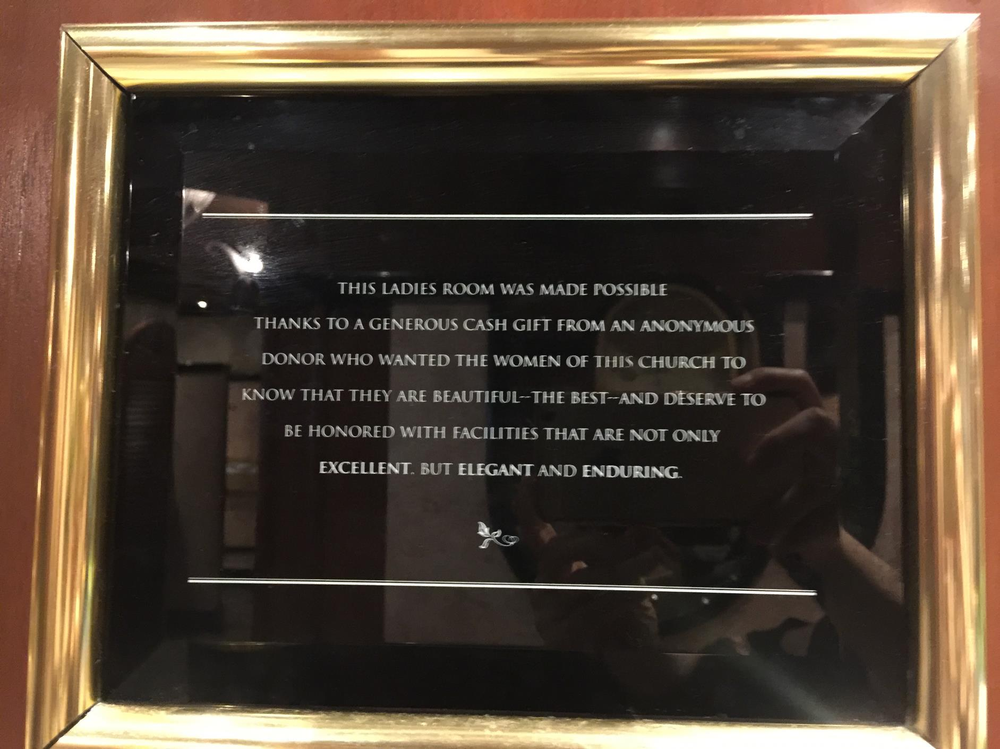 THIS LADIES ROOM WAS MADE POSSIBLE
THANKS TO A GENEROUS CASH GIFT FROM AN ANONYMOUS
DONOR WHO WANTED THE WOMEN OF THIS CHURCH TO
KNOW THAT THEY ARE BEAUTIFUL--THE BEST--AND DESERVE TO
BE HONORED WITH FACILITIES THAT ARE NOT ONLY
EXCELLENT, BUT ELEGANT AND ENDURING.